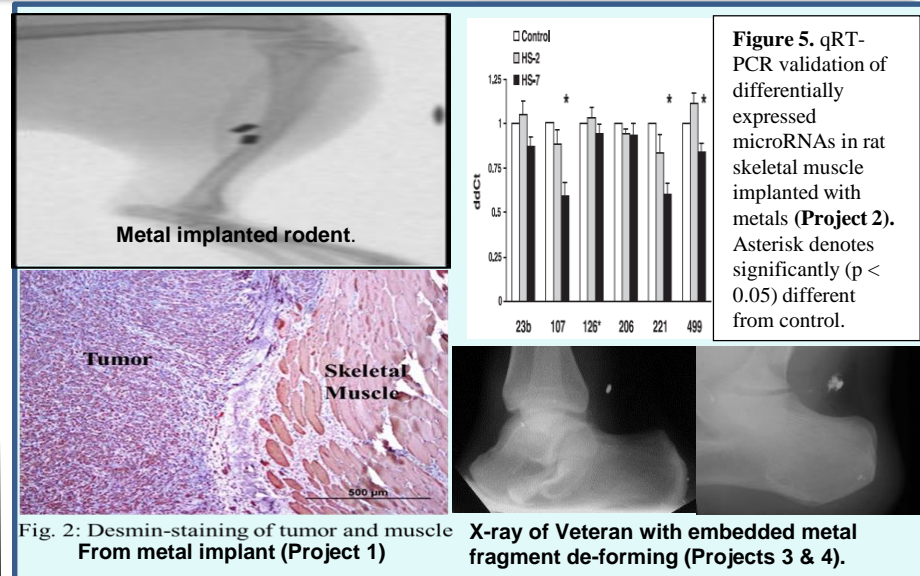 Metal implanted rodent.
Control
HS-2
HS-7
1.25
1
0.75
0.5
0.25
0
ddCt
*
*
*
23b 107 126* 206 221 499
Figure 5. qRT-
PCR validation of
differentially
expressed
microRNAs in rat
skeletal muscle
implanted with
metals (Project 2).
Asterisk denotes
significantly (p <
0.05) different
from control.
Tumor
Skeletal
Muscle
500 µm
Fig. 2: Desmin-staining of tumor and muscle
From metal implant (Project 1)
X-ray of Veteran with embedded metal
fragment de-forming (Projects 3 & 4).